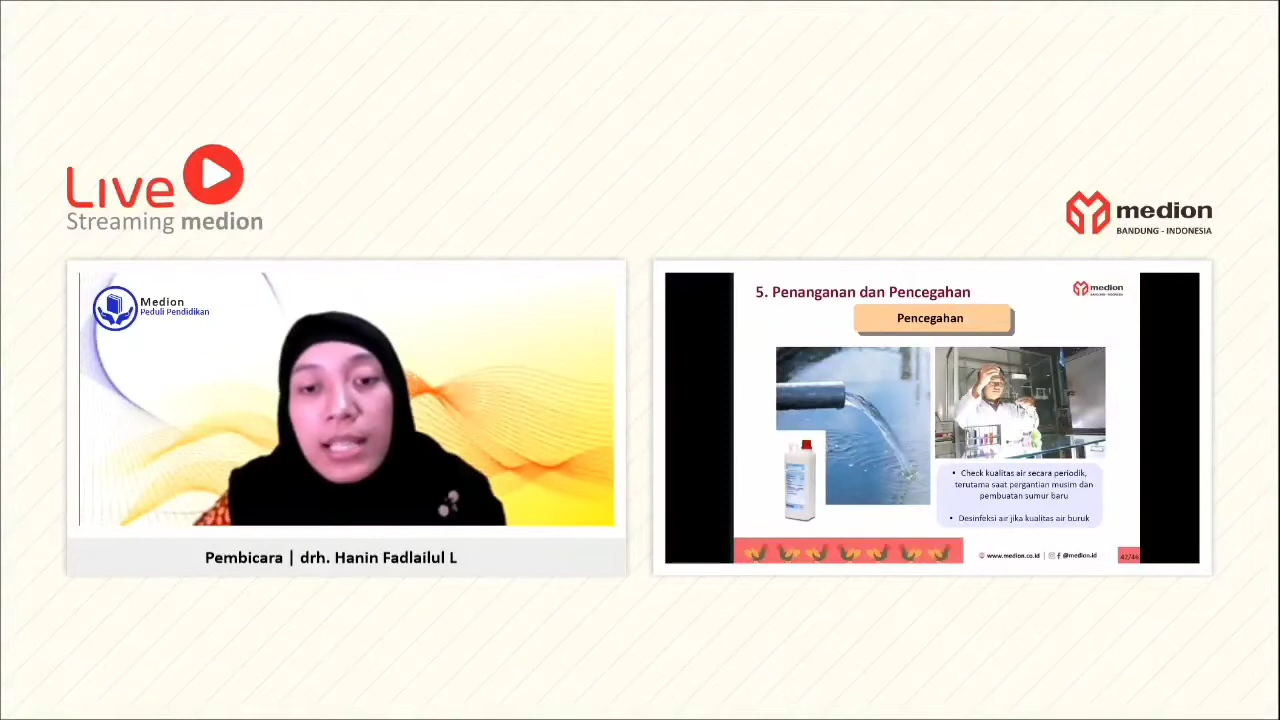 Live
Streaming medion
medion
BANDUNG - INDONESIA
Medion
Peduli Pendidikan
Pembicara | drh. Hanin Fadlailul L
5. Penanganan dan Pencegahan
medion
BANDUNG - INDONESIA
Pencegahan
• Check kualitas air secara periodik,
terutama saat pergantian musim dan
pembuatan sumur baru
• Desinfeksi air jika kualitas air buruk
www.medion.co.id | @medion.id